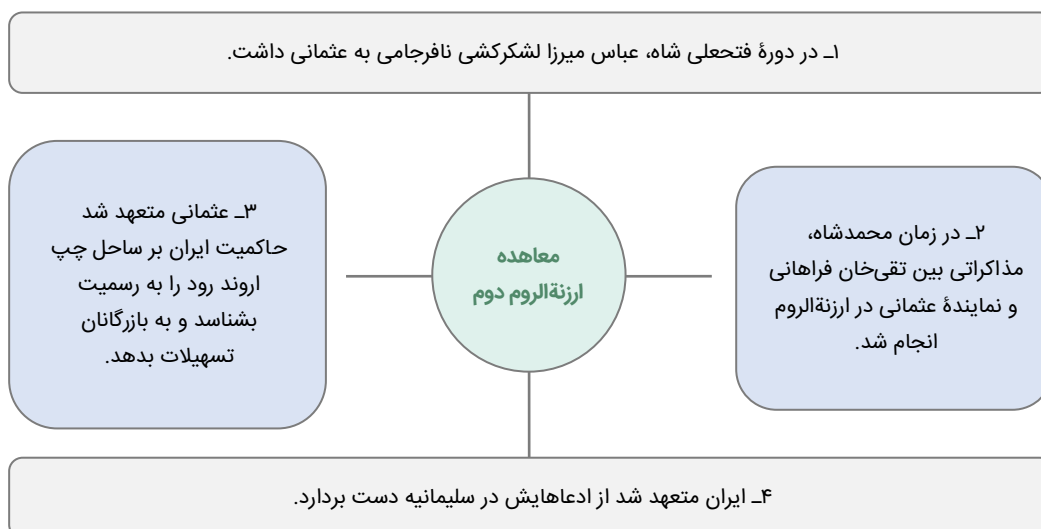 ۱ـ در دورهٔ فتحعلی شاه، عباس میرزا لشکرکشی نافرجامی به عثمانی داشت.
۲ـ در زمان محمدشاه،
مذاکراتی بین تقی‌خان فراهانی
و نمایندهٔ عثمانی در ارزنةالروم
انجام شد.
معاهده
ارزنةالروم دوم
۳ـ عثمانی متعهد شد
حاکمیت ایران بر ساحل چپ
اروند رود را به رسمیت
بشناسد و به بازرگانان
تسهیلات بدهد.
۴ـ ایران متعهد شد از ادعاهایش در سلیمانیه دست بردارد.